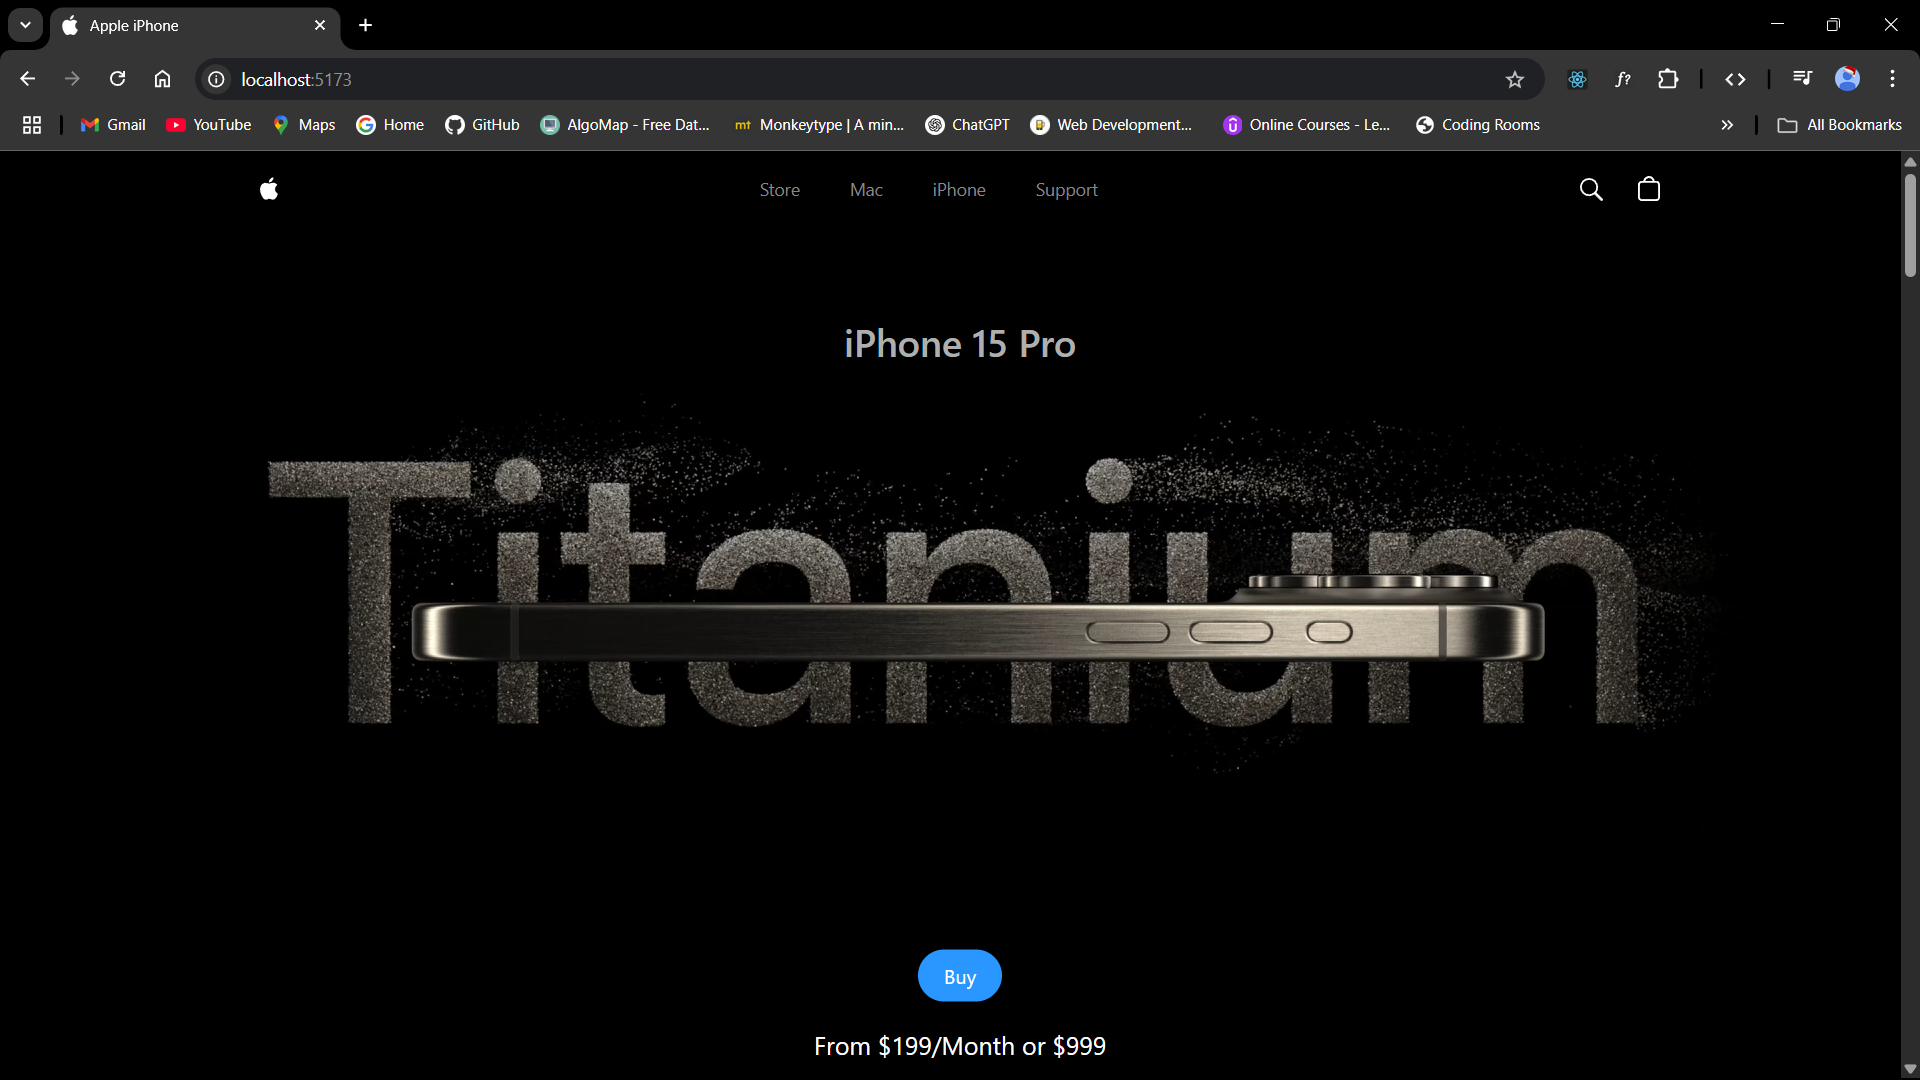 Apple iPhone
localhost:5173
f?
Gmail YouTube Maps Home GitHub AlgoMap - Free Dat... mt Monkeytype | A min... ChatGPT Web Development... Online Courses - Le... Coding Rooms » All Bookmarks
Store Mac iPhone Support
iPhone 15 Pro
Titanium
Buy
From $199/Month or $999